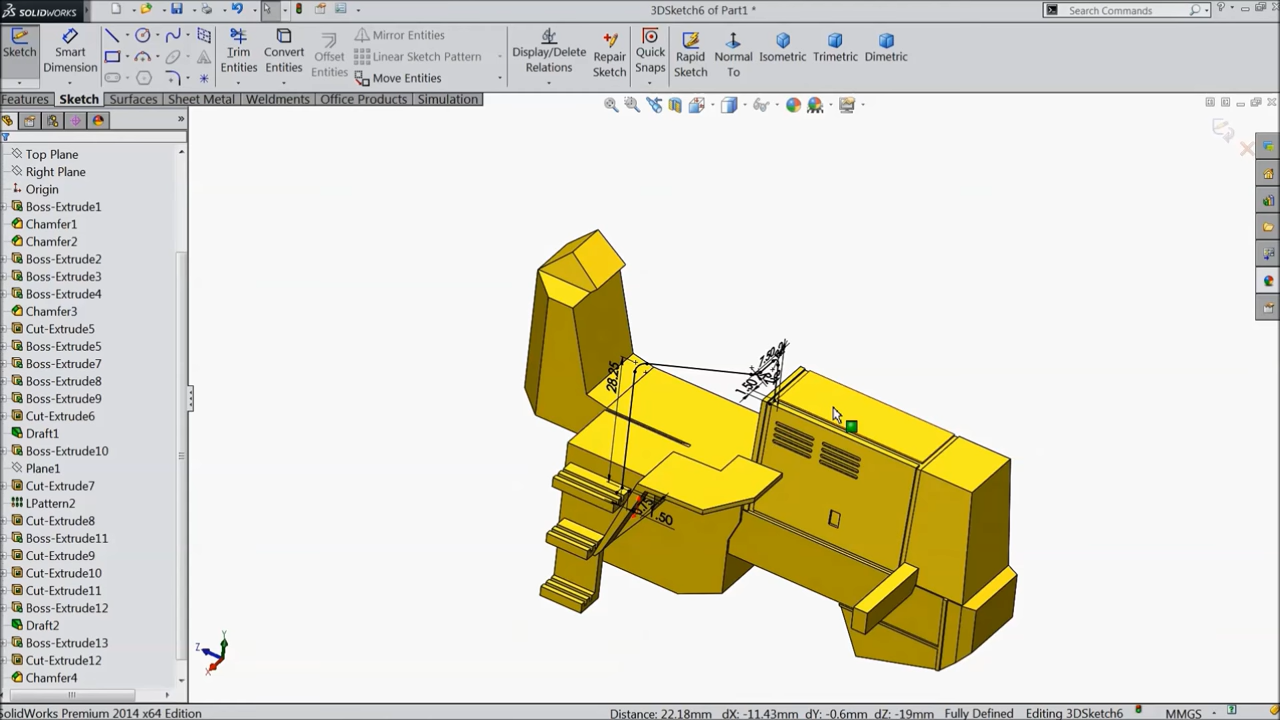 SOLIDWORKS
3DSketch6 of Part1 *
Search Commands
Sketch
Smart Dimension
Trim Entities
Convert Entities
Offset Entities
Mirror Entities
Linear Sketch Pattern
Move Entities
Display/Delete Relations
Repair Sketch
Quick Snaps
Rapid Sketch
Normal To
Isometric
Trimetric
Dimetric
Features
Sketch
Surfaces
Sheet Metal
Weldments
Office Products
Simulation
Top Plane
Right Plane
Origin
Boss-Extrude1
Chamfer1
Chamfer2
Boss-Extrude2
Boss-Extrude3
Boss-Extrude4
Chamfer3
Cut-Extrude5
Boss-Extrude5
Boss-Extrude7
Boss-Extrude8
Boss-Extrude9
Cut-Extrude6
Draft1
Boss-Extrude10
Plane1
Cut-Extrude7
LPattern2
Cut-Extrude8
Boss-Extrude11
Cut-Extrude9
Cut-Extrude10
Boss-Extrude12
Draft2
Boss-Extrude13
Cut-Extrude12
Chamfer4
28.25
1.50
.50
Y
Z
X
SolidWorks Premium 2014 x64 Edition
Distance: 22.18mm dX: -11.43mm dY: -0.6mm dZ: -19mm Fully Defined Editing 3DSketch6 MMGS